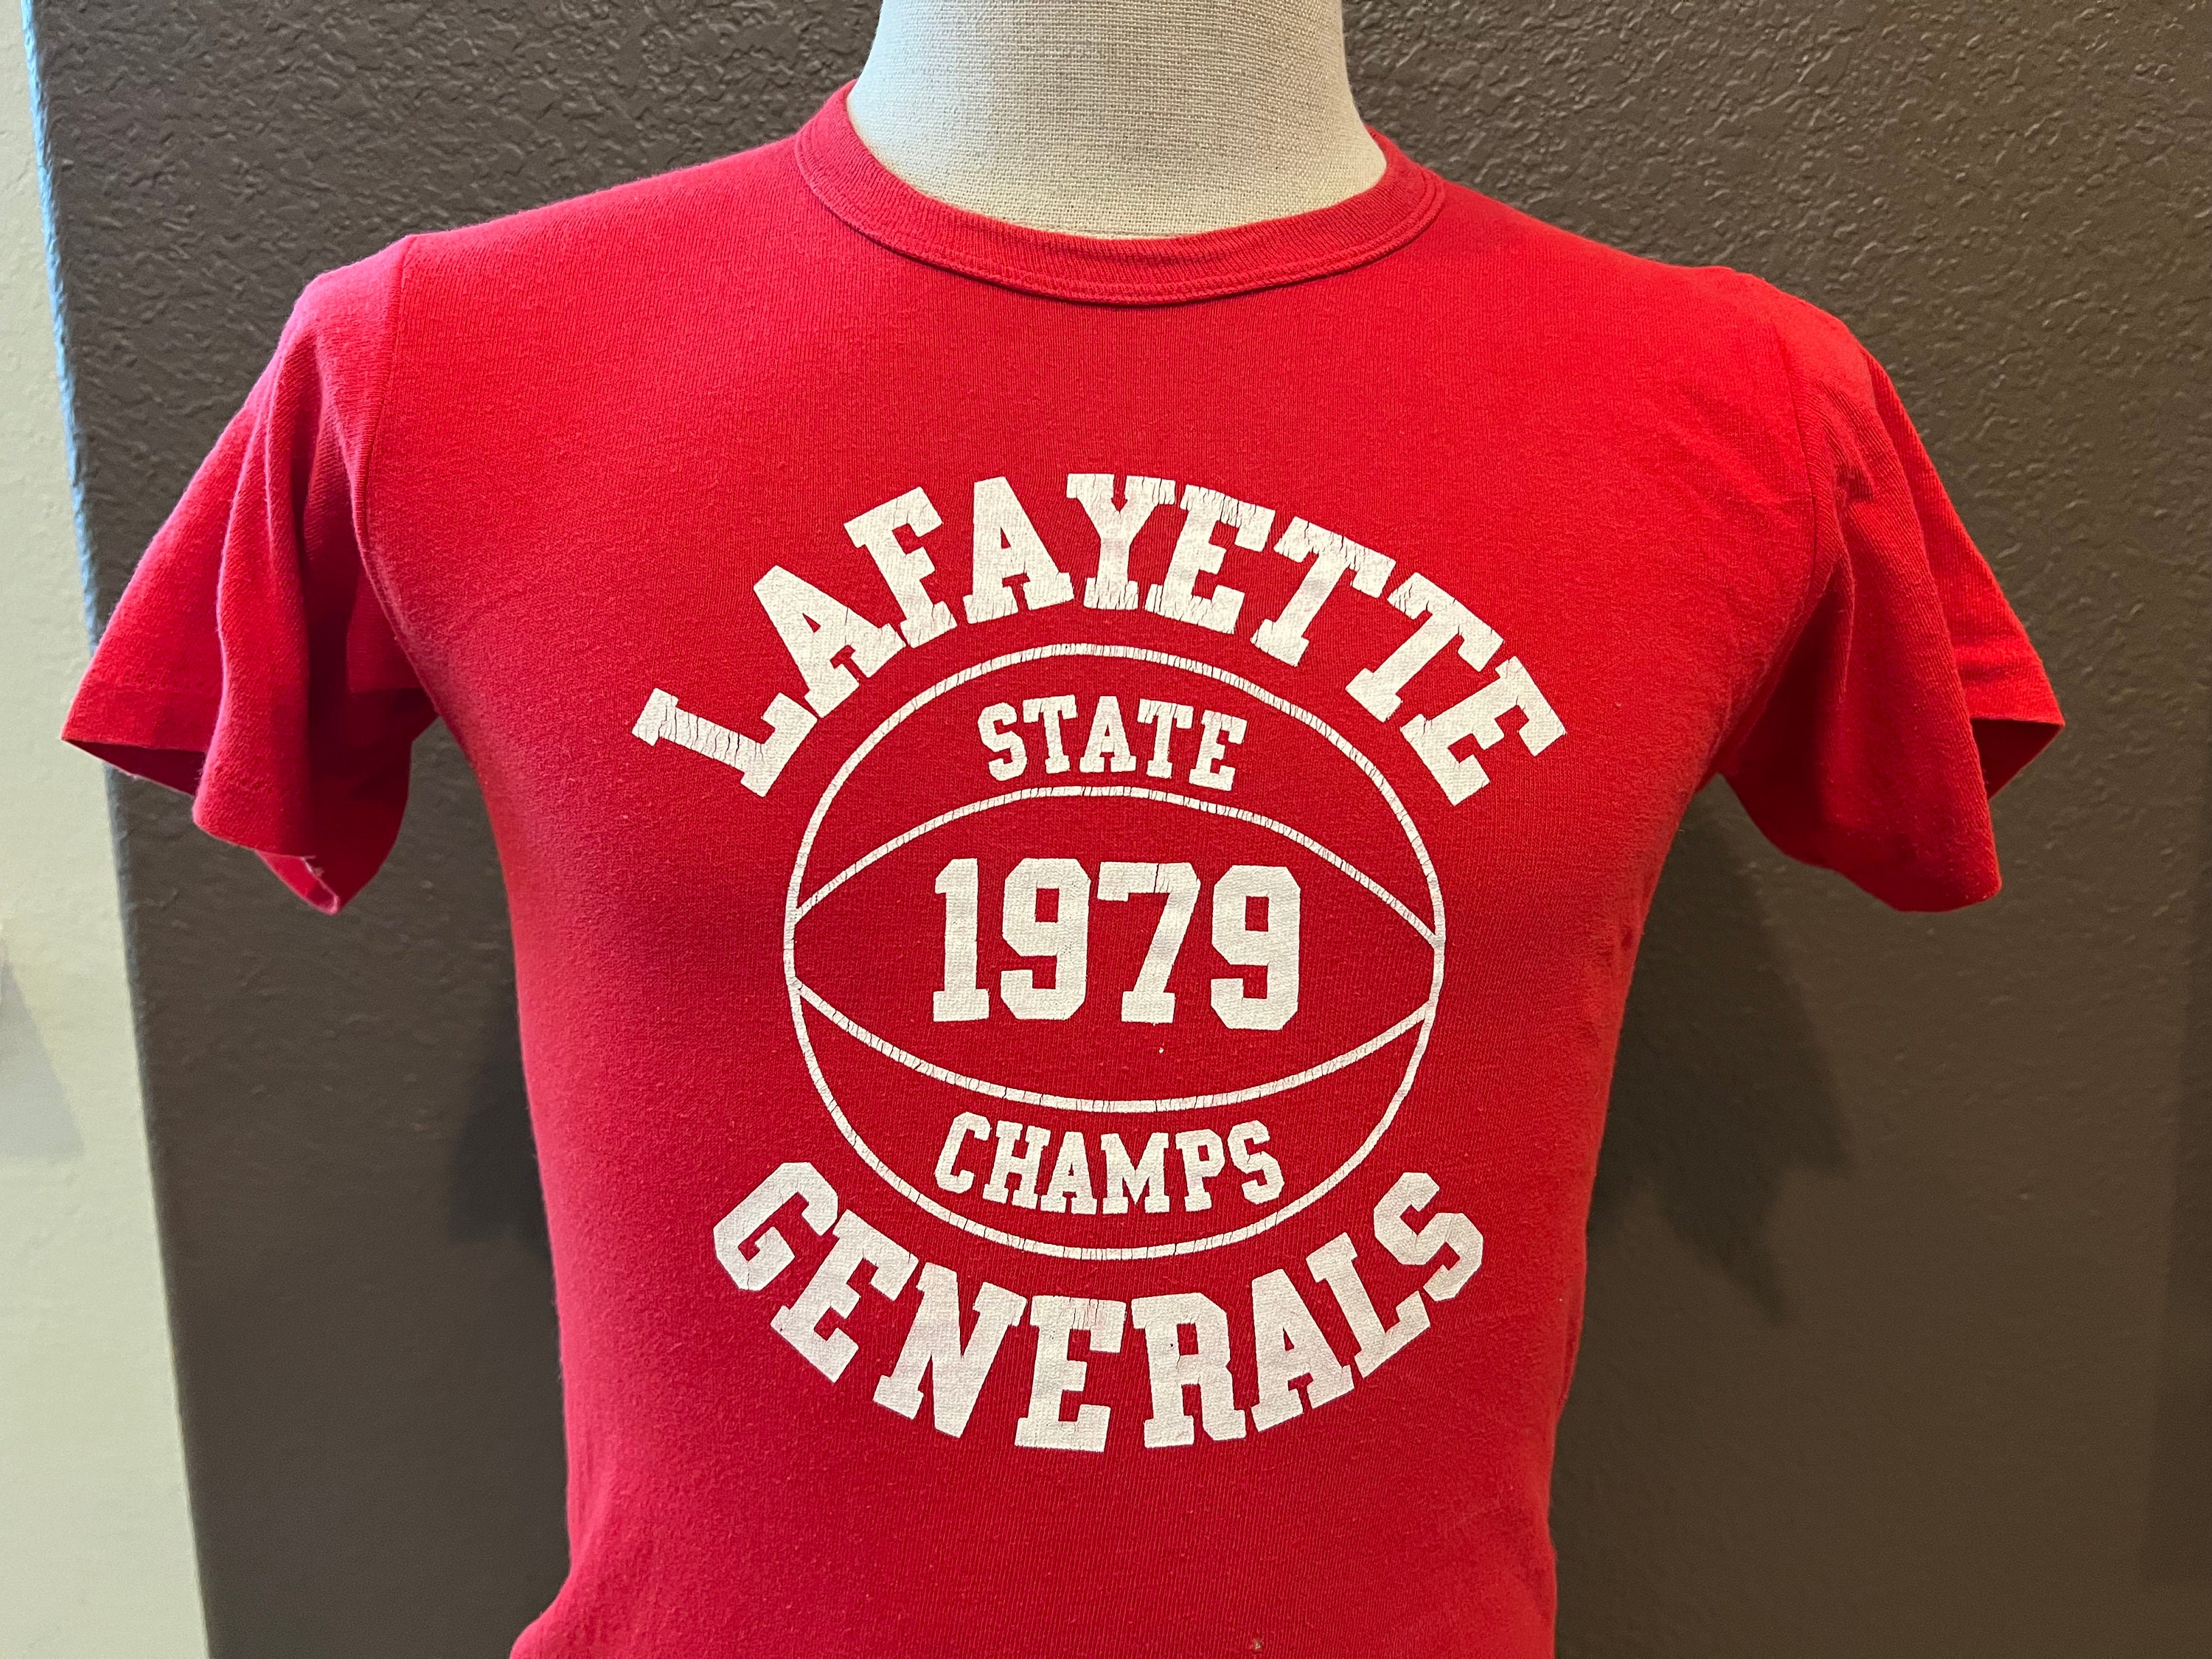 LAFAYETTE
STATE
1979
CHAMPS
GENERALS